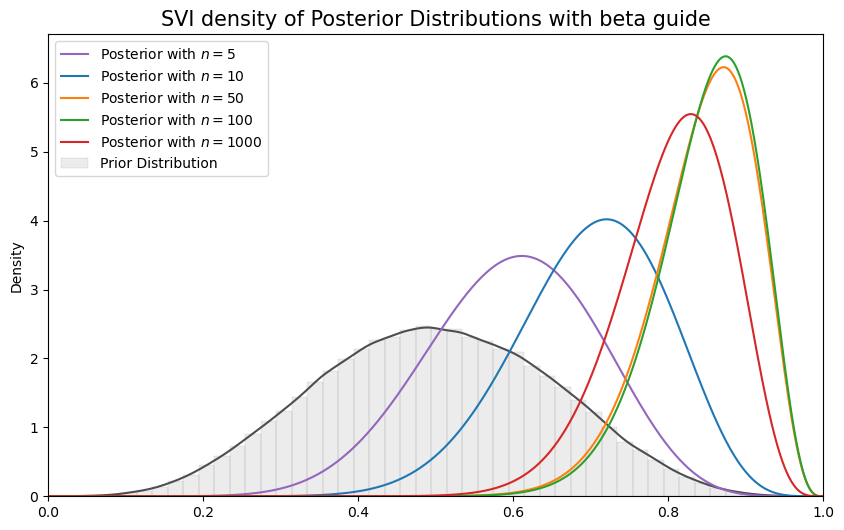 SVI density of Posterior Distributions with beta guide
Posterior with n = 5
Posterior with n = 10
Posterior with n = 50
Posterior with n = 100
Posterior with n = 1000
Prior Distribution
Density
6
5
4
3
2
1
0
0.0 0.2 0.4 0.6 0.8 1.0